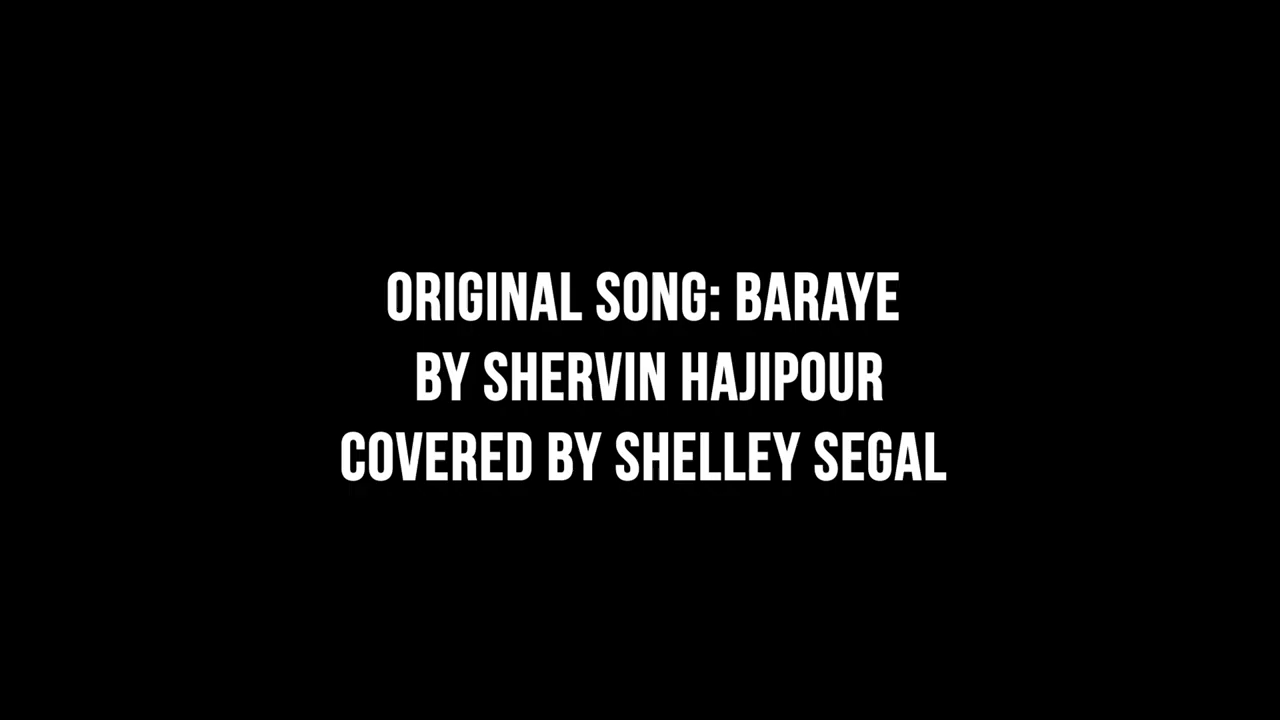 ORIGINAL SONG: BARAYE
BY SHERVIN HAJIPOUR
COVERED BY SHELLEY SEGAL